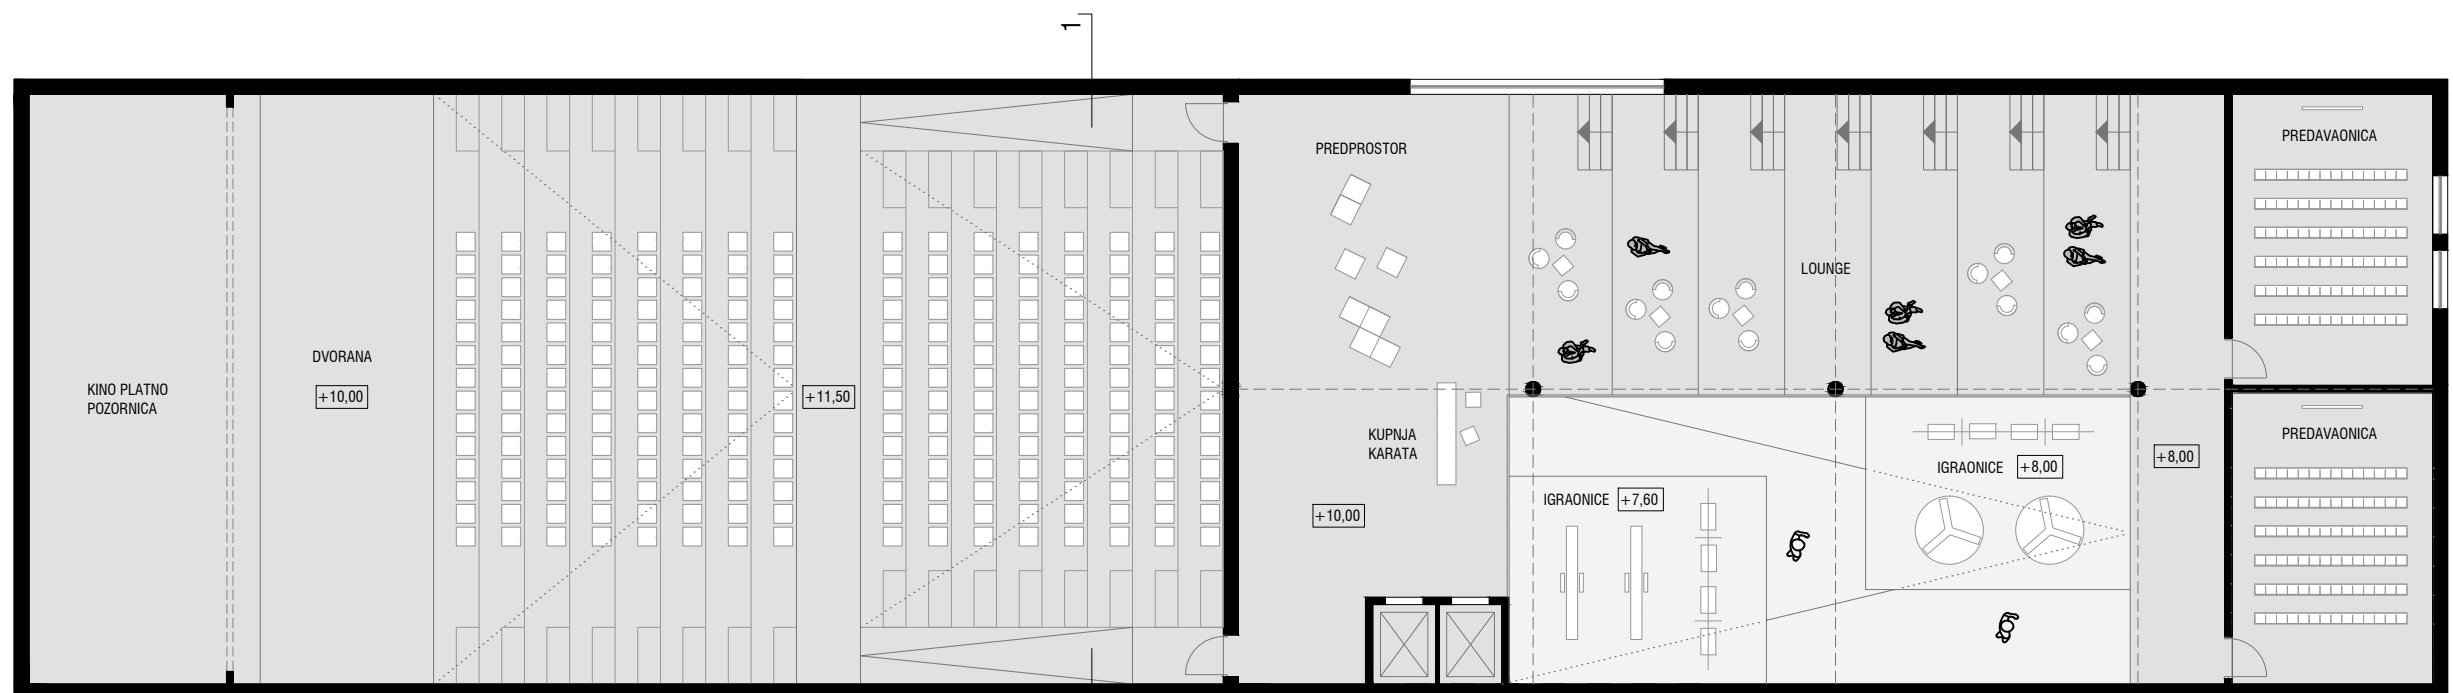 1
KINO PLATNO
POZORNICA
DVORANA
+10,00
+11,50
PREDPROSTOR
KUPNJA
KARATA
+10,00
LOUNGE
IGRAONICE +7,60
IGRAONICE +8,00
+8,00
PREDAVAONICA
PREDAVAONICA